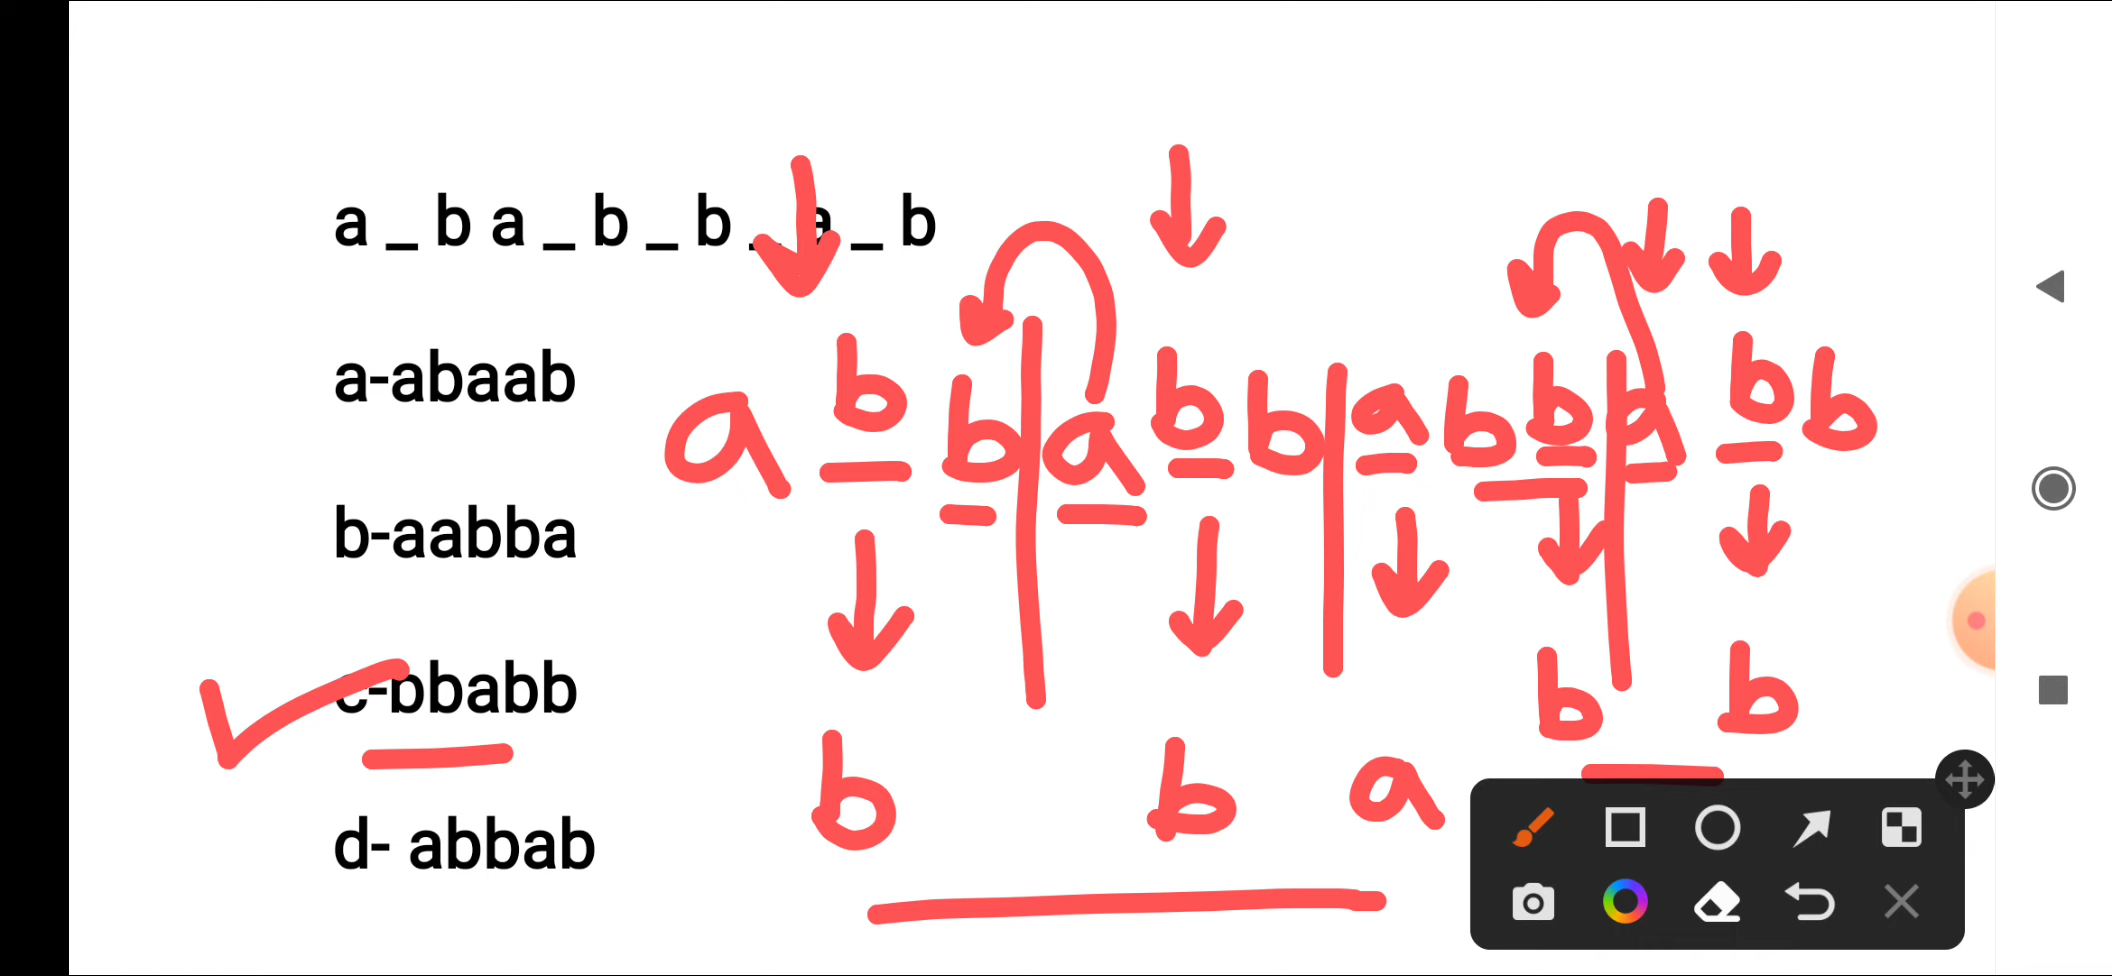 a _ b a _ b _ b _ a _ b
a-abaab
a b b a b b a b b a b b
b-aabba
c-bbabb
b b
b b a
d- abbab